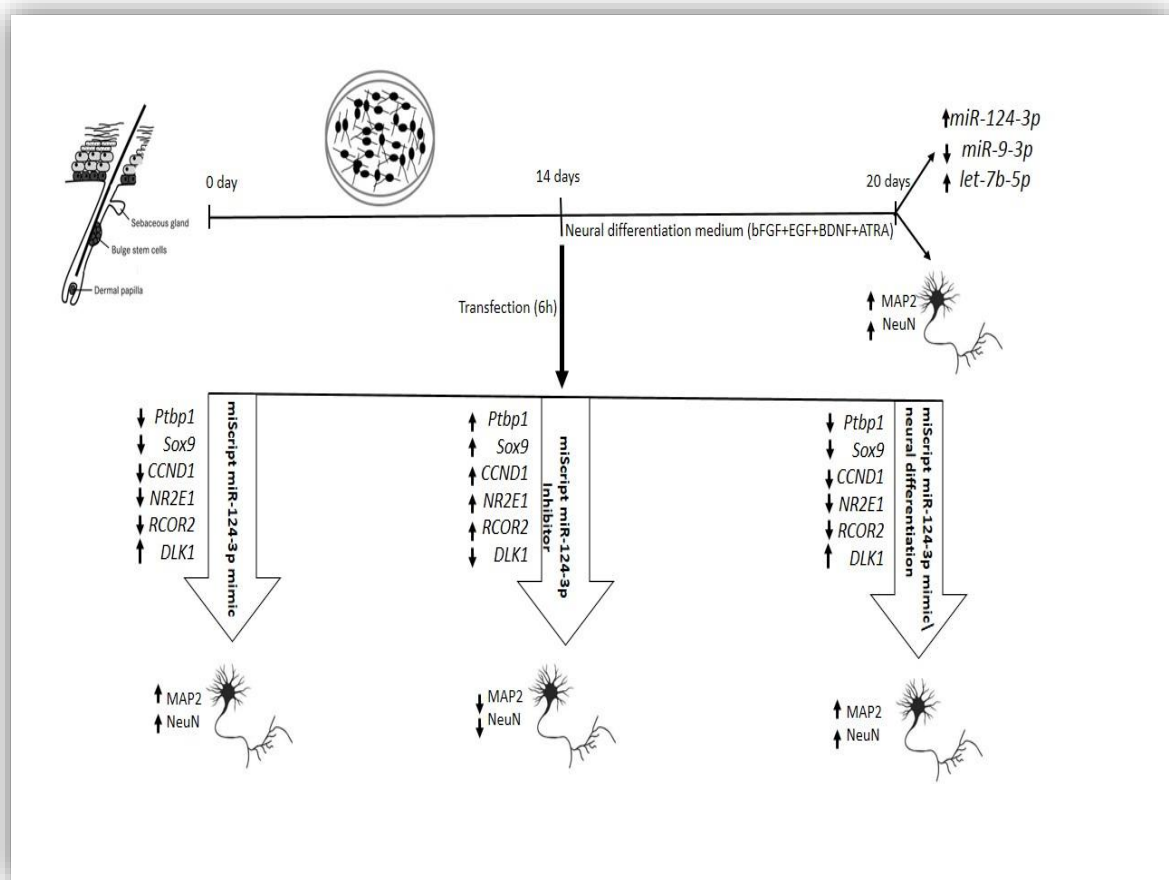 0 day
14 days
20 days
Sebaceous gland
Bulge stem cells
Dermal papilla
↑miR-124-3p
↓ miR-9-3p
↑ let-7b-5p
Neural differentiation medium (bFGF+EGF+BDNF+ATRA)
Transfection (6h)
↑ MAP2
↑ NeuN
↓ Ptbp1
↓ Sox9
↓ CCND1
↓ NR2E1
↓ RCOR2
↑ DLK1
miScript miR-124-3p mimic
↑ MAP2
↑ NeuN
↑ Ptbp1
↑ Sox9
↑ CCND1
↑ NR2E1
↑ RCOR2
↓ DLK1
miScript miR-124-3p
Inhibitor
↓ MAP2
↓ NeuN
↓ Ptbp1
↓ Sox9
↓ CCND1
↓ NR2E1
↓ RCOR2
↑ DLK1
miScript miR-124-3p mimic\
neural differentiation
↑ MAP2
↑ NeuN